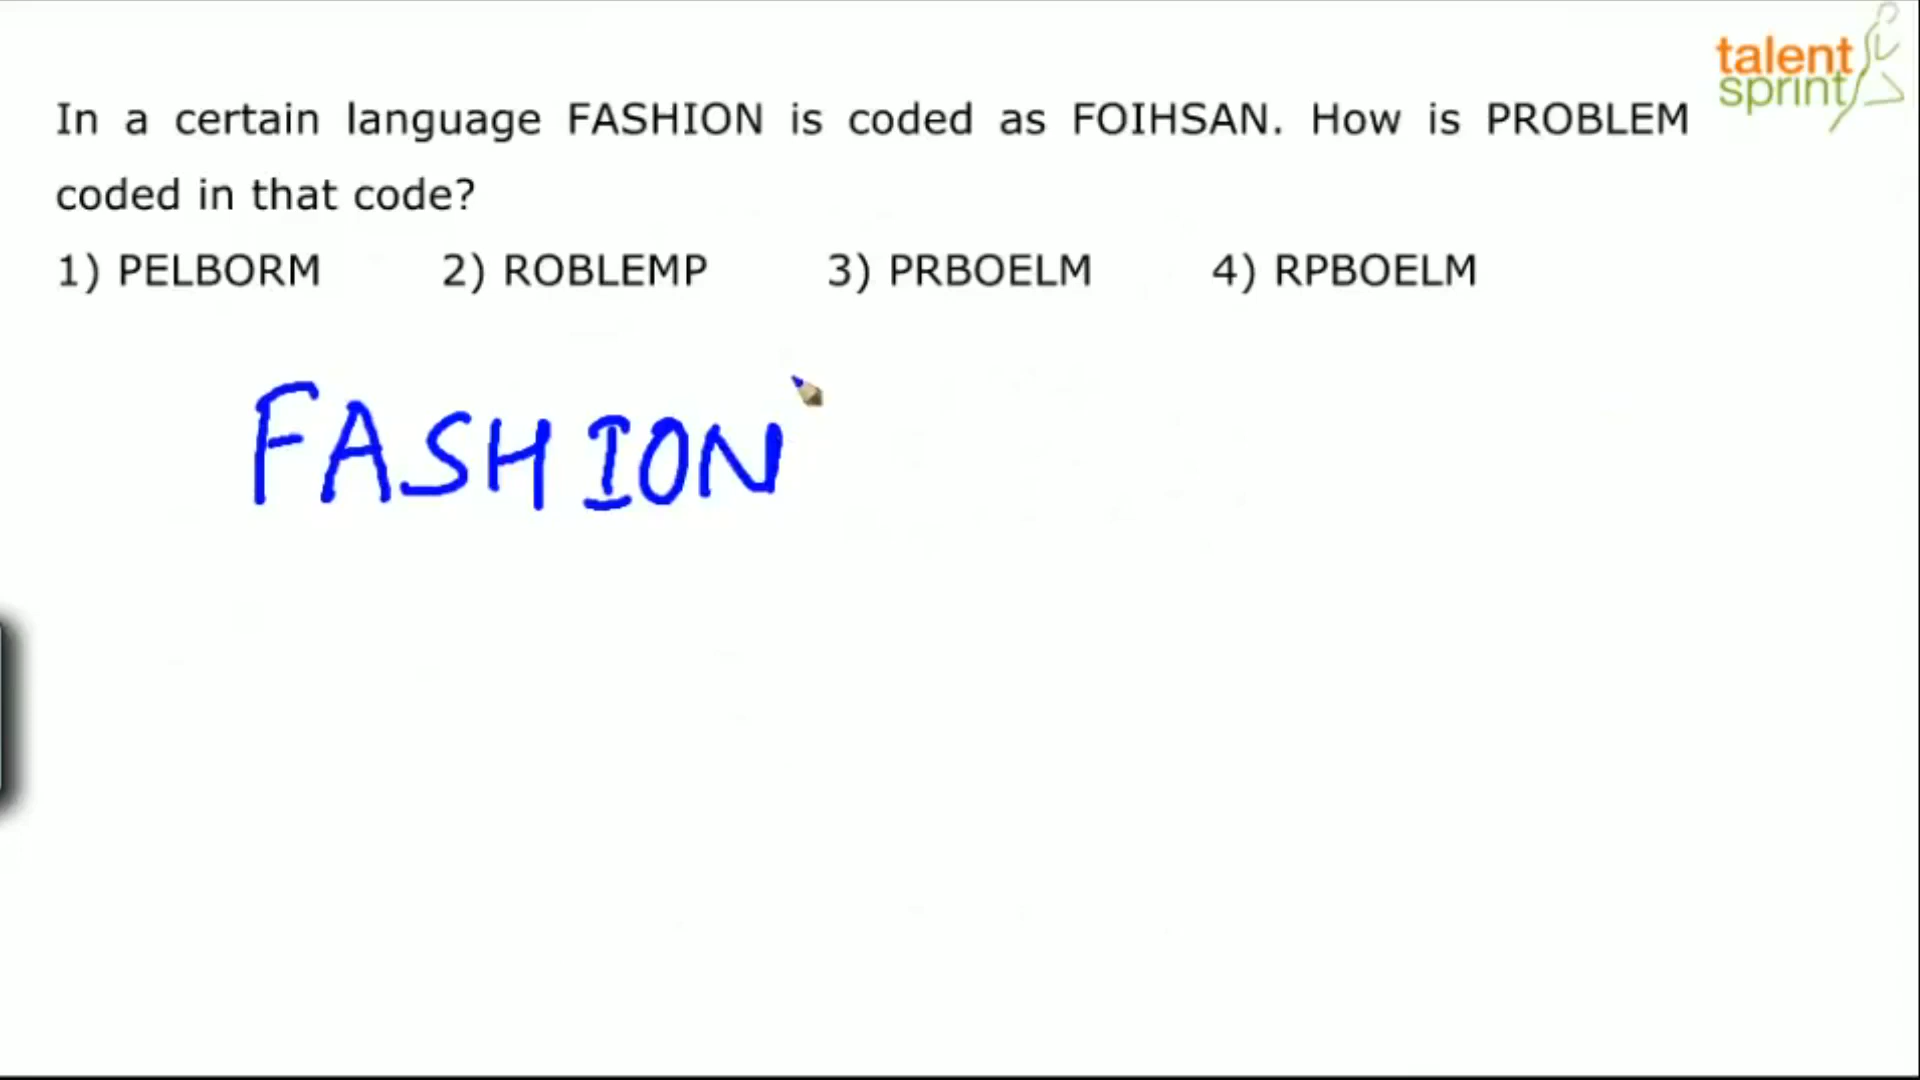 talent
sprint
In a certain language FASHION is coded as FOIHSAN. How is PROBLEM
coded in that code?
1) PELBORM 2) ROBLEMP 3) PRBOELM 4) RPBOELM
FASHION